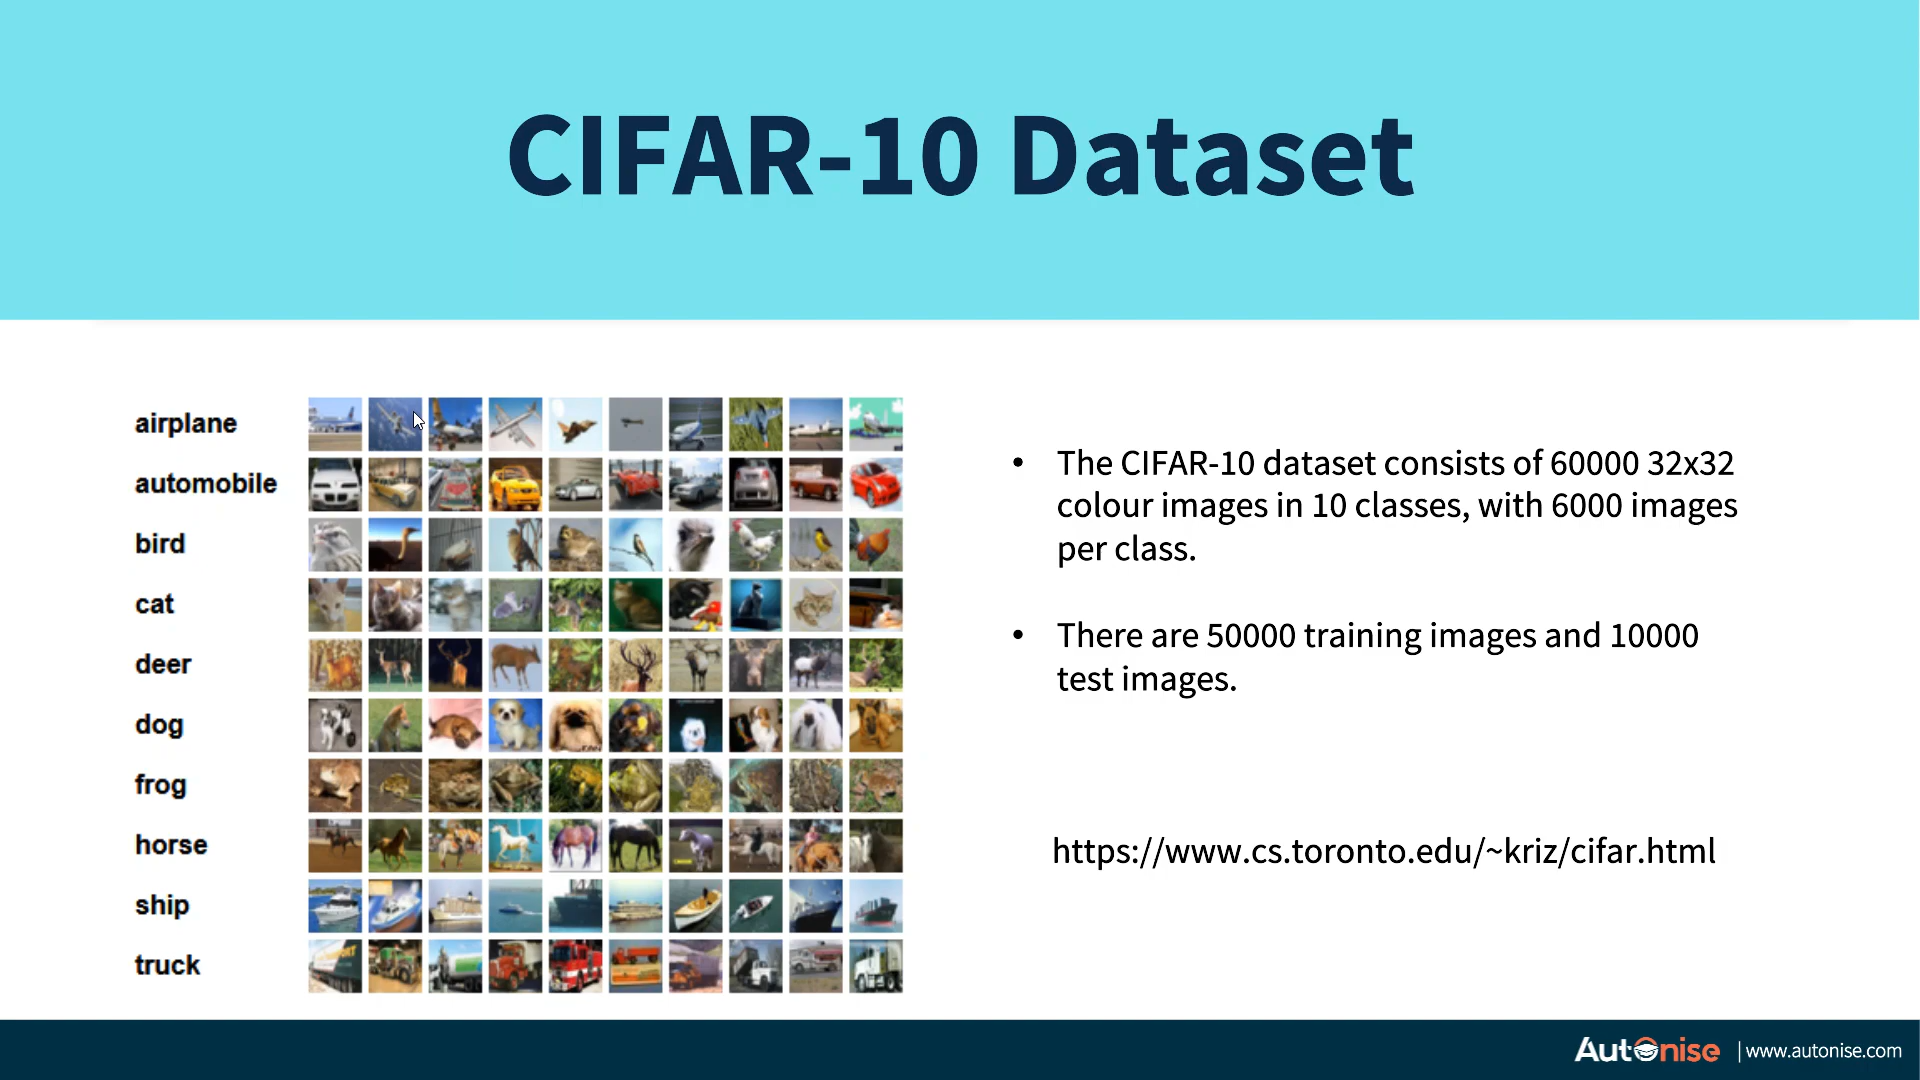 CIFAR-10 Dataset
airplane
automobile
bird
cat
deer
dog
frog
horse
ship
truck
• The CIFAR-10 dataset consists of 60000 32x32
colour images in 10 classes, with 6000 images
per class.
• There are 50000 training images and 10000
test images.
https://www.cs.toronto.edu/~kriz/cifar.html
Autonise | www.autonise.com